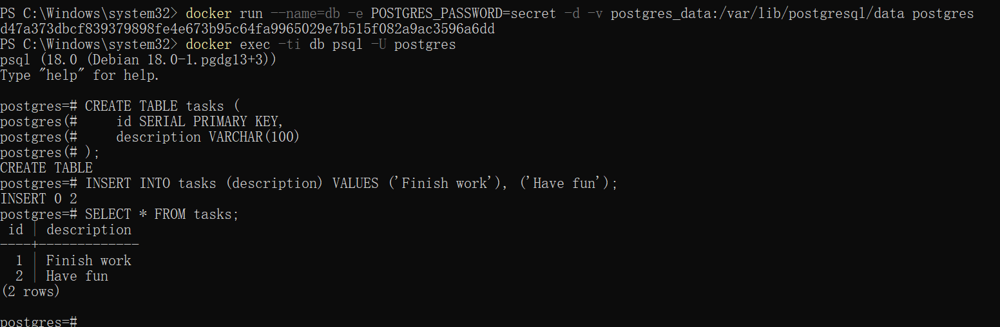 PS C:\Windows\system32> docker run --name=db -e POSTGRES_PASSWORD=secret -d -v postgres_data:/var/lib/postgresql/data postgres
d47a373dbcf839379898fe4e673b95c64fa9965029e7b515f082a9ac3596a6dd
PS C:\Windows\system32> docker exec -ti db psql -U postgres
psql (18.0 (Debian 18.0-1.pgdg13+3))
Type "help" for help.

postgres=# CREATE TABLE tasks (
postgres(#     id SERIAL PRIMARY KEY,
postgres(#     description VARCHAR(100)
postgres(# );
CREATE TABLE
postgres=# INSERT INTO tasks (description) VALUES ('Finish work'), ('Have fun');
INSERT 0 2
postgres=# SELECT * FROM tasks;
 id | description
----+-------------
  1 | Finish work
  2 | Have fun
(2 rows)

postgres=#